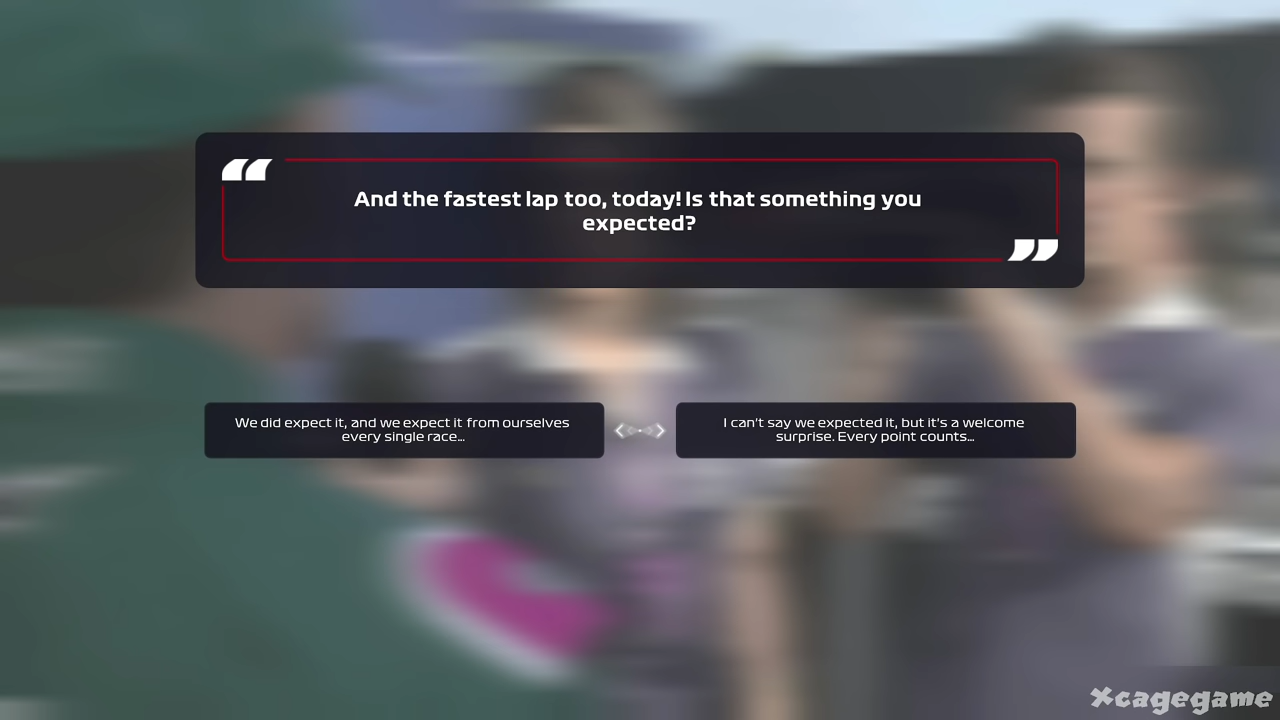 And the fastest lap too, today! Is that something you
expected?
We did expect it, and we expect it from ourselves
every single race...
I can't say we expected it, but it's a welcome
surprise. Every point counts...
Xcagegame